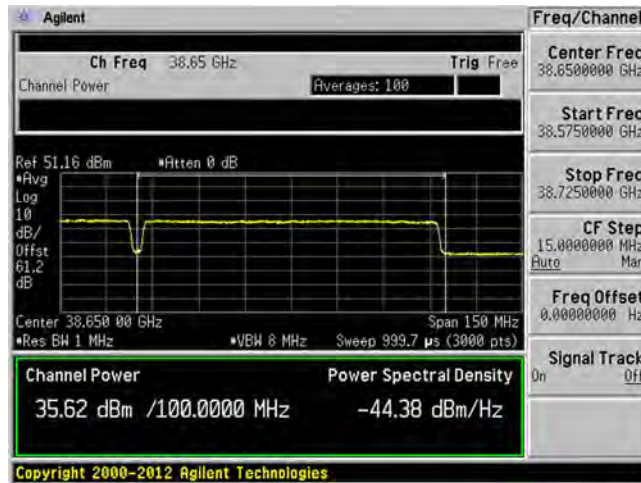 Agilent
Freq/Channel
Ch Freq 38.65 GHz Trig Free
Channel Power Averages: 100
Center Freq
38.6500000 GHz
Start Freq
38.5750000 GHz
Stop Freq
38.7250000 GHz
CF Step
15.0000000 MHz
Auto Man
Freq Offset
0.00000000 Hz
Signal Track
On Off
Ref 51.16 dBm *Atten 0 dB
*Avg
Log
10
dB/
Offst
61.2
dB
Center 38.650 00 GHz Span 150 MHz
*Res BW 1 MHz *VBW 8 MHz Sweep 999.7 µs (3000 pts)
Channel Power Power Spectral Density
35.62 dBm /100.0000 MHz -44.38 dBm/Hz
Copyright 2000-2012 Agilent Technologies